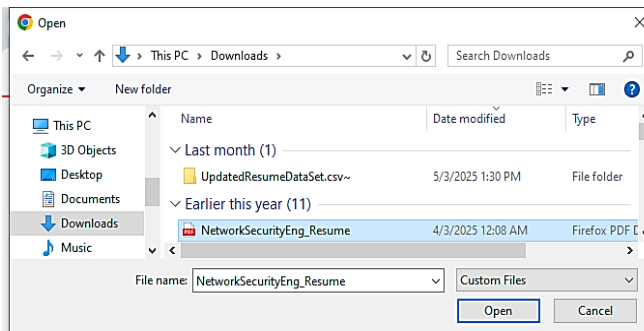 Open
This PC > Downloads >
Search Downloads
Organize
New folder
This PC
3D Objects
Desktop
Documents
Downloads
Music
Name
Date modified
Type
Last month (1)
UpdatedResumeDataSet.csv~
5/3/2025 1:30 PM
File folder
Earlier this year (11)
NetworkSecurityEng_Resume
4/3/2025 12:08 AM
Firefox PDF D
File name:
NetworkSecurityEng_Resume
Custom Files
Open
Cancel